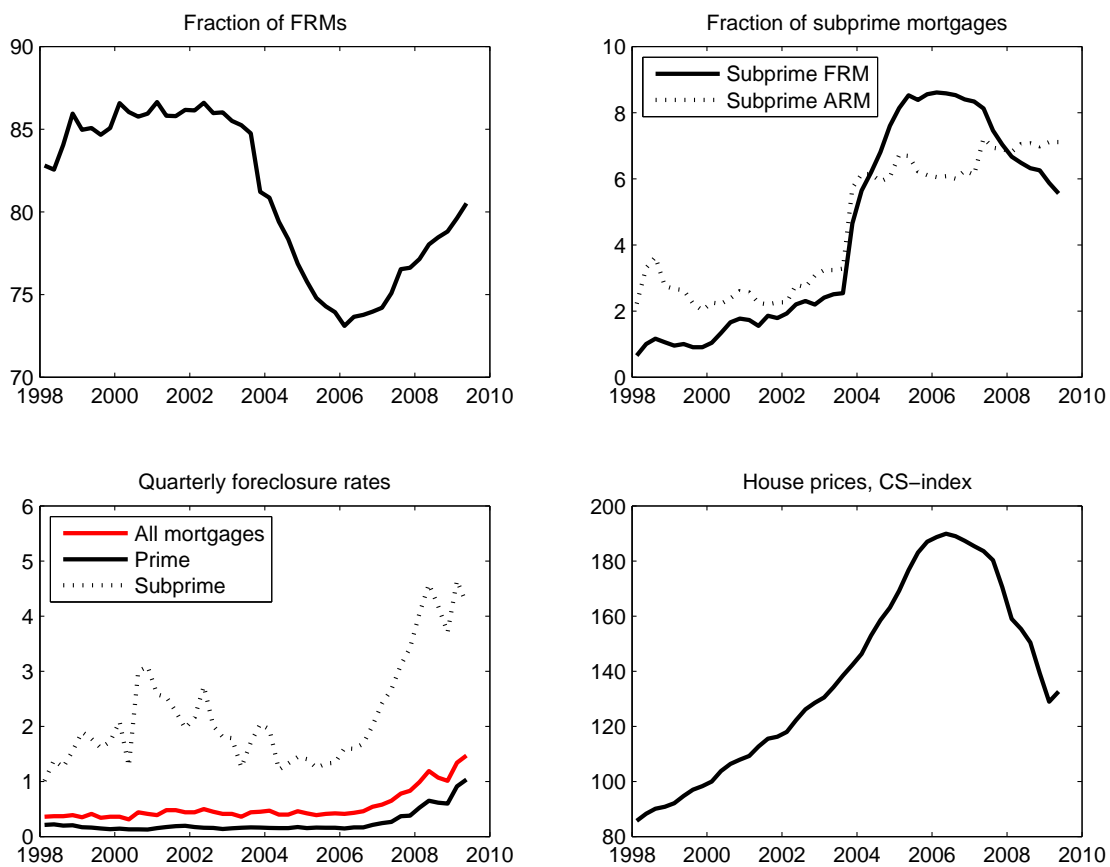 Fraction of FRMs
90
85
80
75
70
1998 2000 2002 2004 2006 2008 2010
Fraction of subprime mortgages
10
8
6
4
2
0
Subprime FRM
Subprime ARM
1998 2000 2002 2004 2006 2008 2010
Quarterly foreclosure rates
6
5
4
3
2
1
0
All mortgages
Prime
Subprime
1998 2000 2002 2004 2006 2008 2010
House prices, CS−index
200
180
160
140
120
100
80
1998 2000 2002 2004 2006 2008 2010